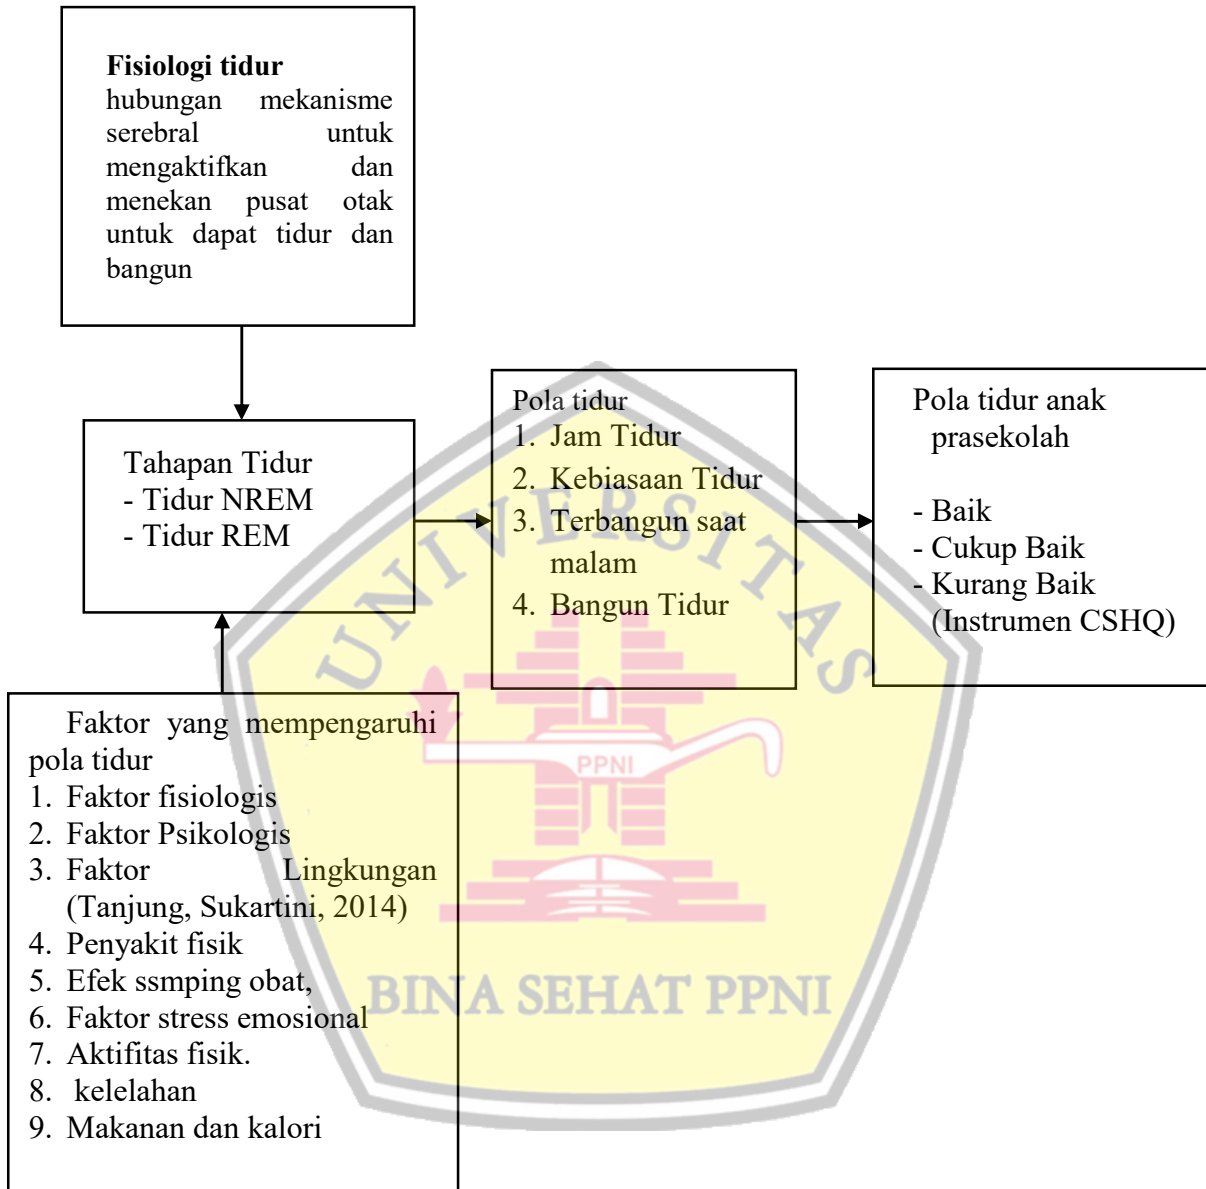 Fisiologi tidur
hubungan mekanisme
serebral untuk
mengaktifkan dan
menekan pusat otak
untuk dapat tidur dan
bangun
Tahapan Tidur
- Tidur NREM
- Tidur REM
Pola tidur
1. Jam Tidur
2. Kebiasaan Tidur
3. Terbangun saat
malam
4. Bangun Tidur
Pola tidur anak
prasekolah
- Baik
- Cukup Baik
- Kurang Baik
(Instrumen CSHQ)
Faktor yang mempengaruhi
pola tidur
1. Faktor fisiologis
2. Faktor Psikologis
3. Faktor Lingkungan
(Tanjung, Sukartini, 2014)
4. Penyakit fisik
5. Efek ssmping obat,
6. Faktor stress emosional
7. Aktifitas fisik.
8. kelelahan
9. Makanan dan kalori
UNIVERSITAS
PPNI
BINA SEHAT PPNI